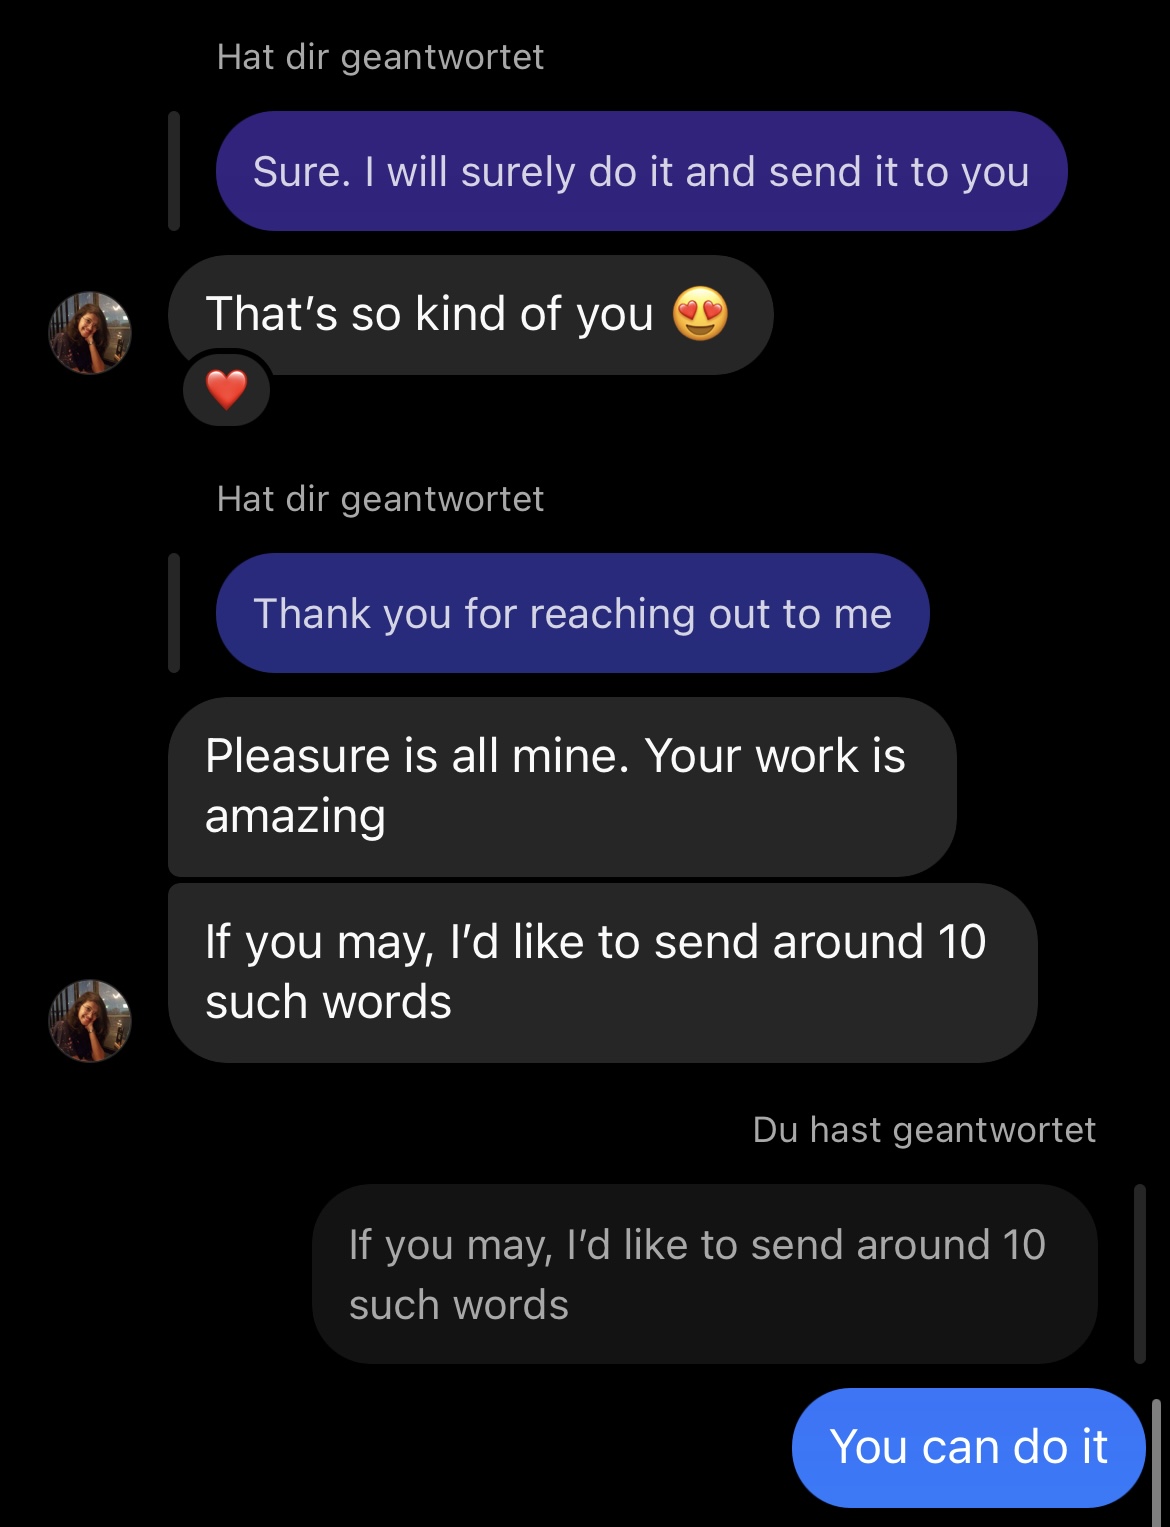 Hat dir geantwortet
Sure. I will surely do it and send it to you
That’s so kind of you 😍
❤️
Hat dir geantwortet
Thank you for reaching out to me
Pleasure is all mine. Your work is
amazing
If you may, I’d like to send around 10
such words
Du hast geantwortet
If you may, I’d like to send around 10
such words
You can do it